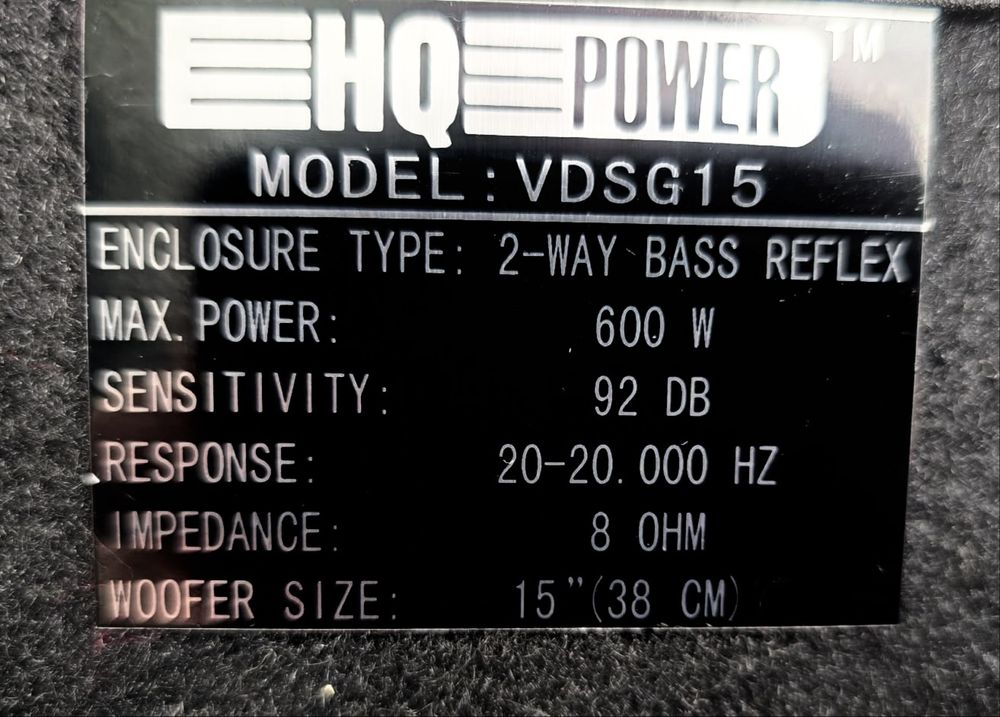 HQ POWER™
MODEL: VDSG15
ENCLOSURE TYPE: 2-WAY BASS REFLEX
MAX. POWER: 600 W
SENSITIVITY: 92 DB
RESPONSE: 20-20.000 HZ
IMPEDANCE: 8 OHM
WOOFER SIZE: 15”(38 CM)